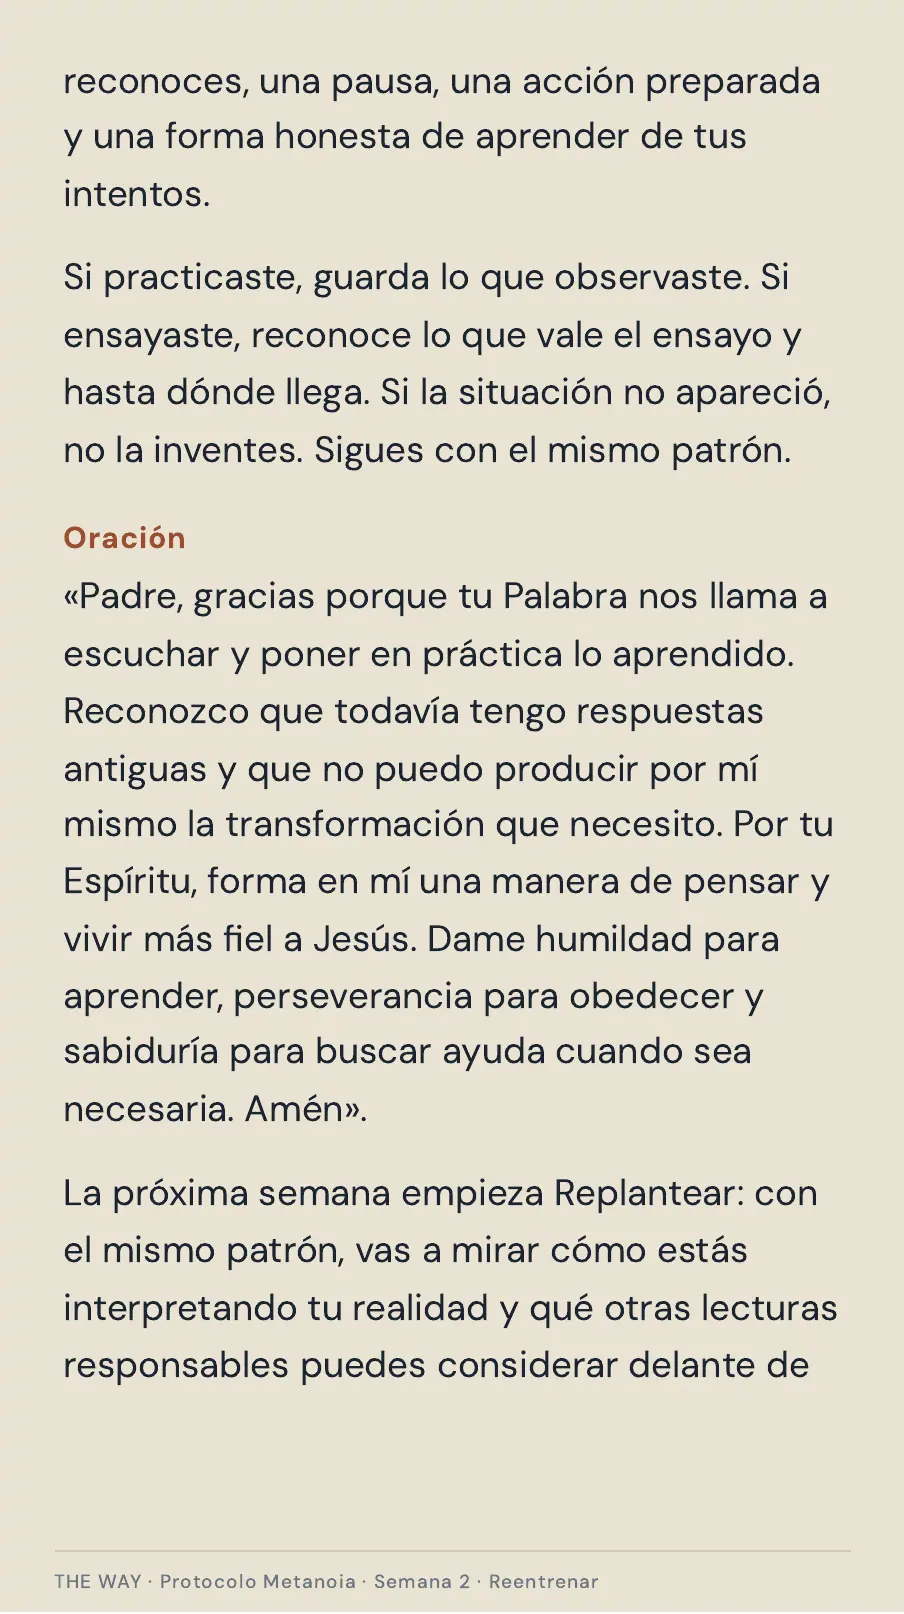 reconoces, una pausa, una acción preparada
y una forma honesta de aprender de tus
intentos.
Si practicaste, guarda lo que observaste. Si
ensayaste, reconoce lo que vale el ensayo y
hasta dónde llega. Si la situación no apareció,
no la inventes. Sigues con el mismo patrón.
Oración
«Padre, gracias porque tu Palabra nos llama a
escuchar y poner en práctica lo aprendido.
Reconozco que todavía tengo respuestas
antiguas y que no puedo producir por mí
mismo la transformación que necesito. Por tu
Espíritu, forma en mí una manera de pensar y
vivir más fiel a Jesús. Dame humildad para
aprender, perseverancia para obedecer y
sabiduría para buscar ayuda cuando sea
necesaria. Amén».
La próxima semana empieza Replantear: con
el mismo patrón, vas a mirar cómo estás
interpretando tu realidad y qué otras lecturas
responsables puedes considerar delante de
THE WAY · Protocolo Metanoia · Semana 2 · Reentrenar